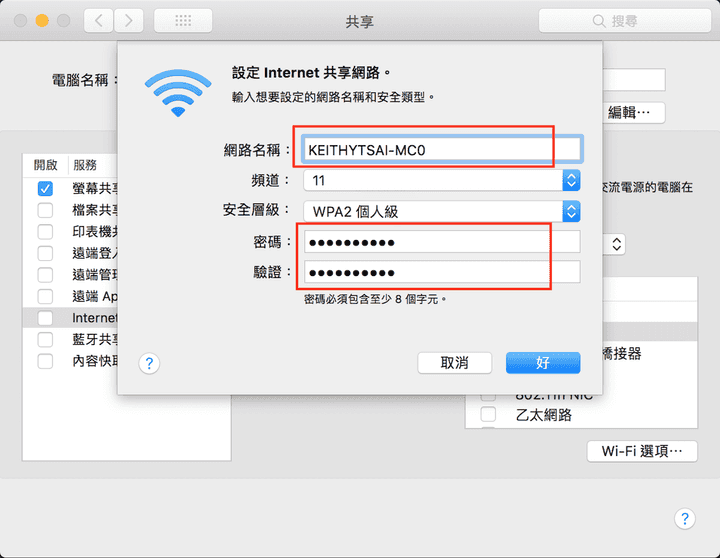 共享
搜尋
電腦名稱：
編輯⋯
設定 Internet 共享網路。
輸入想要設定的網路名稱和安全類型。
網路名稱：
KEITHYTSAI-MC0
頻道：
11
安全層級：
WPA2 個人級
密碼：
●●●●●●●●●●
驗證：
●●●●●●●●●●
密碼必須包含至少 8 個字元。
?
取消
好
開啟
服務
螢幕共享
檔案共享
印表機共
遠端登入
遠端管理
遠端 App
Internet
藍牙共享
內容快取
交流電源的電腦在
橋接器
802.11n NIC
乙太網路
Wi-Fi 選項⋯
?